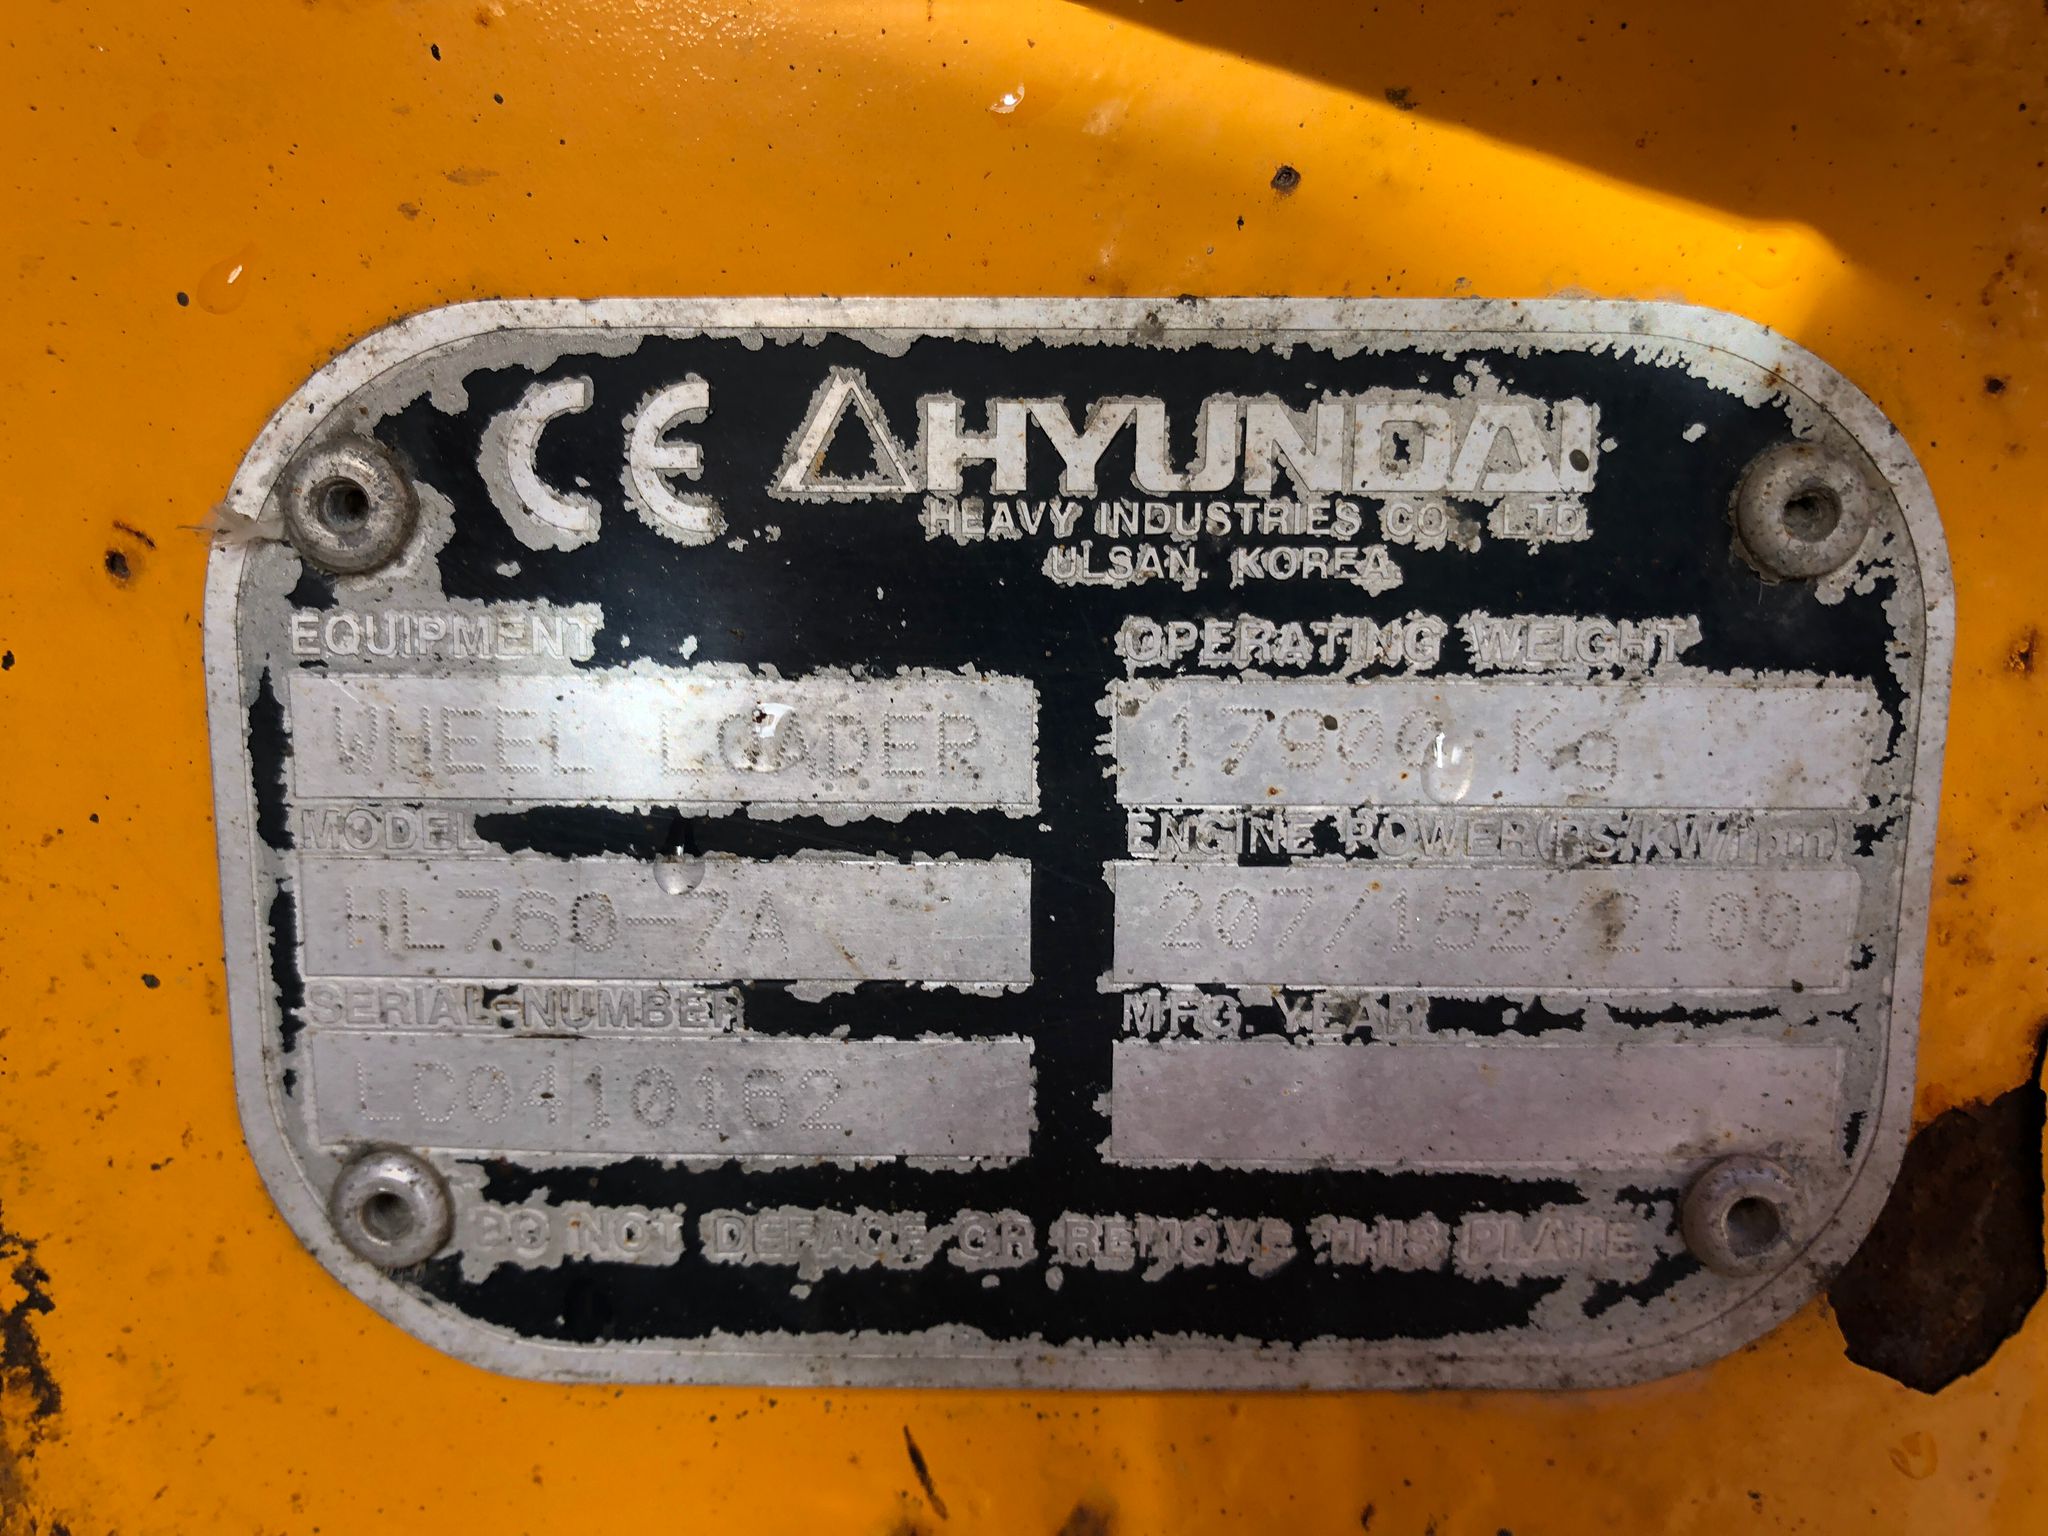 CE HYUNDAI
HEAVY INDUSTRIES CO., LTD.
ULSAN. KOREA
EQUIPMENT
WHEEL LOADER
OPERATING WEIGHT
17900 Kg
MODEL
HL760-7A
ENGINE POWER(PS/KW/rpm)
207/152/2100
SERIAL-NUMBER
LC0410162
MFG. YEAR
DO NOT DEFACE OR REMOVE THIS PLATE